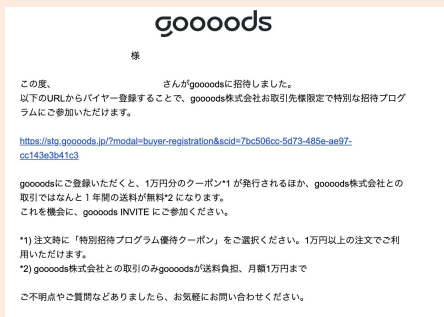 goooods
様
この度、 さんがgoooodsに招待しました。
以下のURLからバイヤー登録することで、goooods株式会社お取引先様限定で特別な招待プログ
ラムにご参加いただけます。
https://stg.goooods.jp/?modal=buyer-registration&scid=7bc506cc-5d73-485e-ae97-
cc143e3b41c3
goooodsにご登録いただくと、1万円分のクーポン*1 が発行されるほか、goooods株式会社との
取引ではなんと１年間の送料が無料*2 になります。
これを機会に、goooods INVITE にご参加ください。
*1) 注文時に「特別招待プログラム優待クーポン」をご選択ください。1万円以上の注文でご利
用いただけます。
*2) goooods株式会社との取引のみgoooodsが送料負担、月額1万円まで
ご不明点やご質問などありましたら、お気軽にお問い合わせください。